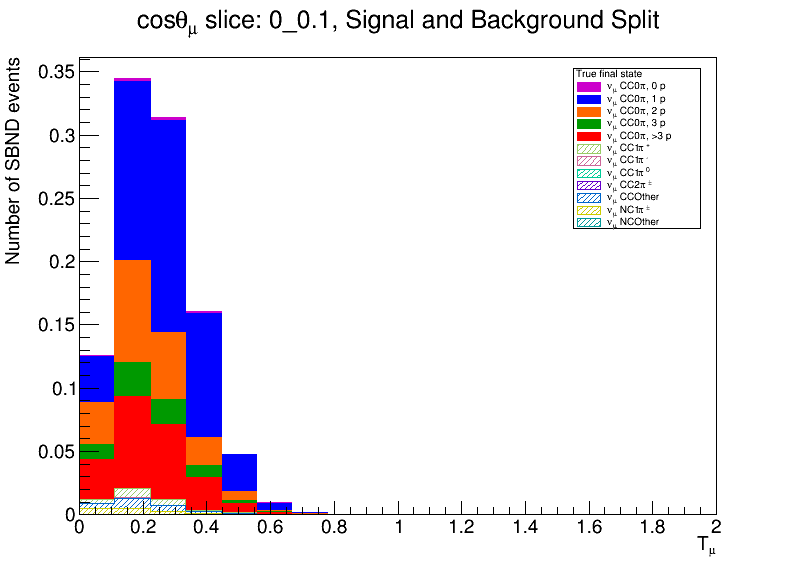 cosθμ slice: 0_0.1, Signal and Background Split
Number of SBND events
0.35
0.3
0.25
0.2
0.15
0.1
0.05
0
True final state
νμ CC0π, 0 p
νμ CC0π, 1 p
νμ CC0π, 2 p
νμ CC0π, 3 p
νμ CC0π, >3 p
νμ CC1π+
νμ CC1π-
νμ CC1π0
νμ CC2π±
νμ CCOther
νμ NC1π±
νμ NCOther
0 0.2 0.4 0.6 0.8 1 1.2 1.4 1.6 1.8 2
Tμ